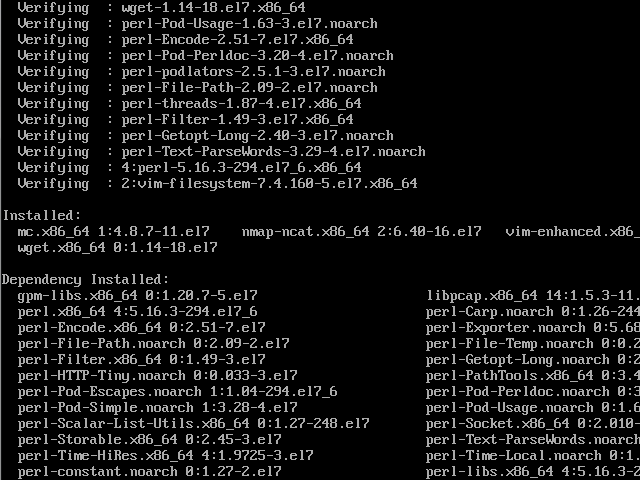 Verifying  : wget-1.14-18.el7.x86_64
Verifying  : perl-Pod-Usage-1.63-3.el7.noarch
Verifying  : perl-Encode-2.51-7.el7.x86_64
Verifying  : perl-Pod-Perldoc-3.20-4.el7.noarch
Verifying  : perl-podlators-2.5.1-3.el7.noarch
Verifying  : perl-File-Path-2.09-2.el7.noarch
Verifying  : perl-threads-1.87-4.el7.x86_64
Verifying  : perl-Filter-1.49-3.el7.x86_64
Verifying  : perl-Getopt-Long-2.40-3.el7.noarch
Verifying  : perl-Text-ParseWords-3.29-4.el7.noarch
Verifying  : 4:perl-5.16.3-294.el7_6.x86_64
Verifying  : 2:vim-filesystem-7.4.160-5.el7.x86_64
Installed:
mc.x86_64 1:4.8.7-11.el7    nmap-ncat.x86_64 2:6.40-16.el7    vim-enhanced.x86_
wget.x86_64 0:1.14-18.el7
Dependency Installed:
gpm-libs.x86_64 0:1.20.7-5.el7    libpcap.x86_64 14:1.5.3-11.
perl.x86_64 4:5.16.3-294.el7_6    perl-Carp.noarch 0:1.26-244
perl-Encode.x86_64 0:2.51-7.el7    perl-Exporter.noarch 0:5.68
perl-File-Path.noarch 0:2.09-2.el7    perl-File-Temp.noarch 0:0.2
perl-Filter.x86_64 0:1.49-3.el7    perl-Getopt-Long.noarch 0:2
perl-HTTP-Tiny.noarch 0:0.033-3.el7    perl-PathTools.x86_64 0:3.4
perl-Pod-Escapes.noarch 1:1.04-294.el7_6    perl-Pod-Perldoc.noarch 0:3
perl-Pod-Simple.noarch 1:3.28-4.el7    perl-Pod-Usage.noarch 0:1.6
perl-Scalar-List-Utils.x86_64 0:1.27-248.el7    perl-Socket.x86_64 0:2.010-
perl-Storable.x86_64 0:2.45-3.el7    perl-Text-ParseWords.noarch
perl-Time-HiRes.x86_64 4:1.9725-3.el7    perl-Time-Local.noarch 0:1.
perl-constant.noarch 0:1.27-2.el7    perl-libs.x86_64 4:5.16.3-2